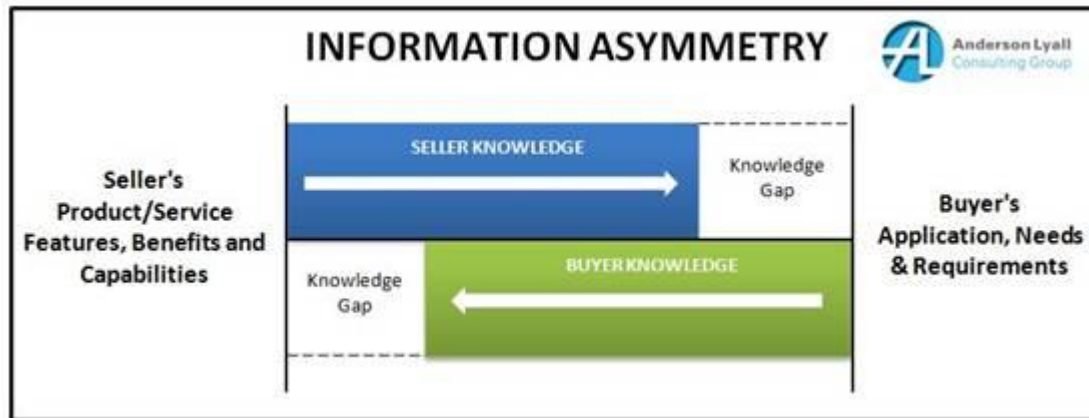 INFORMATION ASYMMETRY
Anderson Lyall
Consulting Group
Seller's
Product/Service
Features, Benefits and
Capabilities
SELLER KNOWLEDGE
Knowledge
Gap
Knowledge
Gap
BUYER KNOWLEDGE
Buyer's
Application, Needs
& Requirements